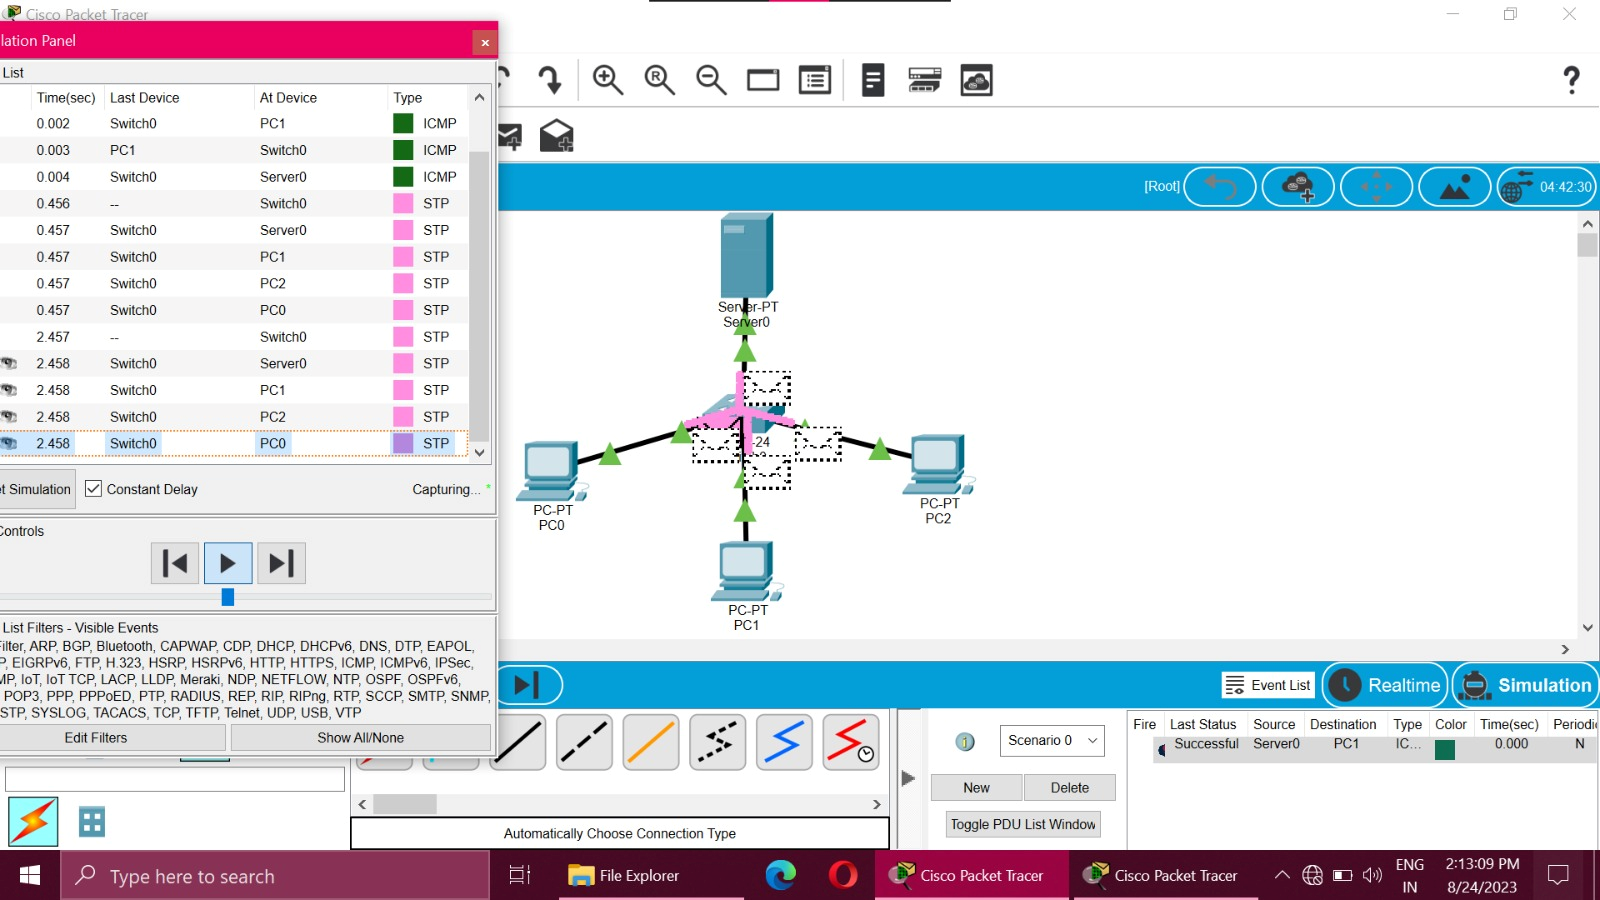 Cisco Packet Tracer
lation Panel
List
Time(sec) Last Device At Device Type
0.002 Switch0 PC1 ICMP
0.003 PC1 Switch0 ICMP
0.004 Switch0 Server0 ICMP
0.456 -- Switch0 STP
0.457 Switch0 Server0 STP
0.457 Switch0 PC1 STP
0.457 Switch0 PC2 STP
0.457 Switch0 PC0 STP
2.457 -- Switch0 STP
2.458 Switch0 Server0 STP
2.458 Switch0 PC1 STP
2.458 Switch0 PC2 STP
2.458 Switch0 PC0 STP
et Simulation Constant Delay Capturing...
Controls
List Filters - Visible Events
Filter, ARP, BGP, Bluetooth, CAPWAP, CDP, DHCP, DHCPv6, DNS, DTP, EAPOL,
P, EIGRPv6, FTP, H.323, HSRP, HSRPv6, HTTP, HTTPS, ICMP, ICMPv6, IPSec,
MP, IoT, IoT TCP, LACP, LLDP, Meraki, NDP, NETFLOW, NTP, OSPF, OSPFv6,
POP3, PPP, PPPoED, PTP, RADIUS, REP, RIP, RIPng, RTP, SCCP, SMTP, SNMP,
STP, SYSLOG, TACACS, TCP, TFTP, Telnet, UDP, USB, VTP
Edit Filters Show All/None
?
[Root] 04:42:30
Server-PT
Server0
-24
PC-PT
PC0
PC-PT
PC2
PC-PT
PC1
Event List Realtime Simulation
Scenario 0
New Delete
Toggle PDU List Window
Fire Last Status Source Destination Type Color Time(sec) Periodi
Successful Server0 PC1 IC... 0.000 N
Automatically Choose Connection Type
Type here to search
File Explorer
Cisco Packet Tracer
Cisco Packet Tracer
ENG
IN
2:13:09 PM
8/24/2023